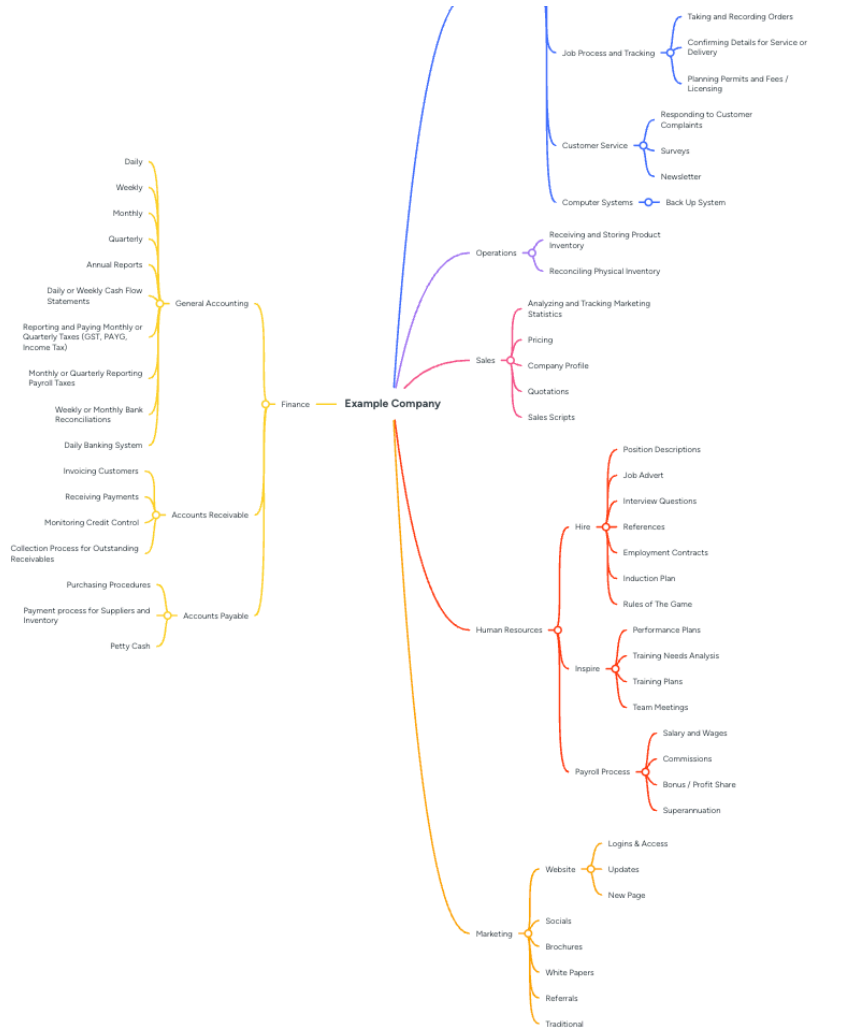 Taking and Recording Orders
Confirming Details for Service or
Delivery
Job Process and Tracking
Planning Permits and Fees /
Licensing
Responding to Customer
Complaints
Customer Service
Surveys
Newsletter
Computer Systems
Back Up System
Operations
Receiving and Storing Product
Inventory
Reconciling Physical Inventory
Sales
Analyzing and Tracking Marketing
Statistics
Pricing
Company Profile
Quotations
Sales Scripts
Example Company
Finance
General Accounting
Daily
Weekly
Monthly
Quarterly
Annual Reports
Daily or Weekly Cash Flow
Statements
Reporting and Paying Monthly or
Quarterly Taxes (GST, PAYG,
Income Tax)
Monthly or Quarterly Reporting
Payroll Taxes
Weekly or Monthly Bank
Reconciliations
Daily Banking System
Accounts Receivable
Invoicing Customers
Receiving Payments
Monitoring Credit Control
Collection Process for Outstanding
Receivables
Accounts Payable
Purchasing Procedures
Payment process for Suppliers and
Inventory
Petty Cash
Human Resources
Hire
Position Descriptions
Job Advert
Interview Questions
References
Employment Contracts
Induction Plan
Rules of The Game
Inspire
Performance Plans
Training Needs Analysis
Training Plans
Team Meetings
Payroll Process
Salary and Wages
Commissions
Bonus / Profit Share
Superannuation
Marketing
Website
Logins & Access
Updates
New Page
Socials
Brochures
White Papers
Referrals
Traditional